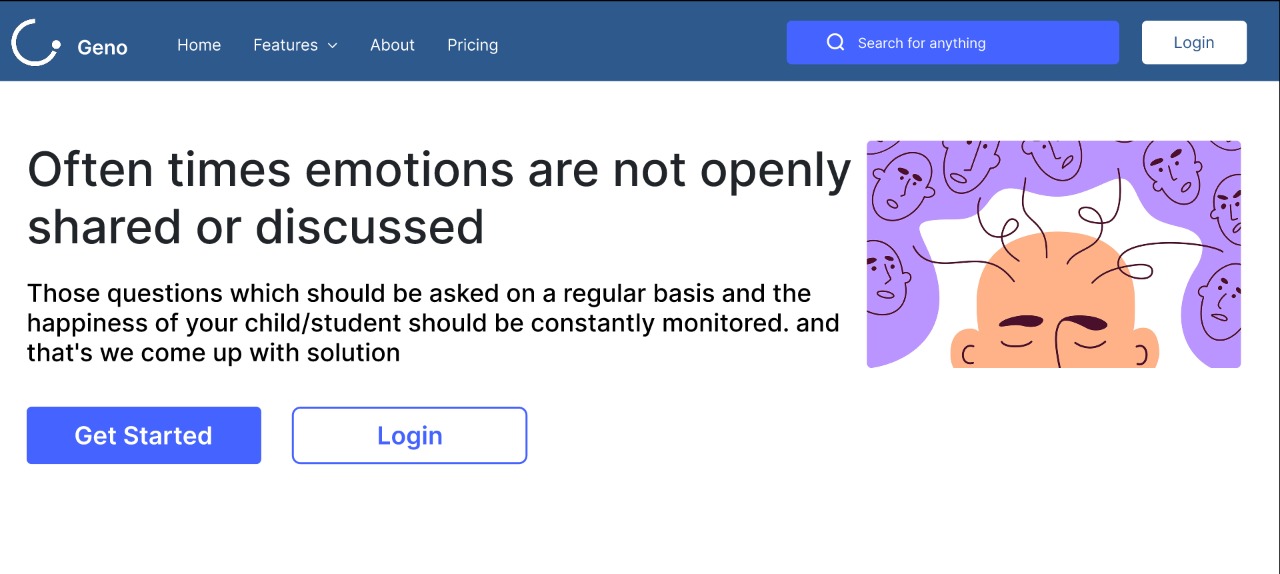 Geno
Home
Features
About
Pricing
Search for anything
Login
Often times emotions are not openly
shared or discussed
Those questions which should be asked on a regular basis and the
happiness of your child/student should be constantly monitored. and
that's we come up with solution
Get Started
Login